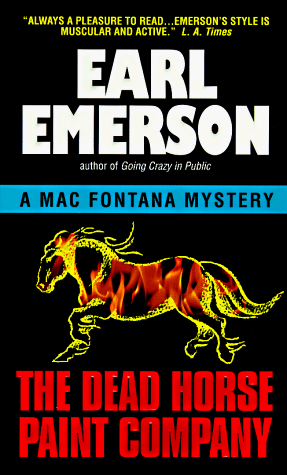 "ALWAYS A PLEASURE TO READ...EMERSON'S STYLE IS
MUSCULAR AND ACTIVE." L. A. Times
EARL
EMERSON
author of Going Crazy in Public
A MAC FONTANA MYSTERY
THE DEAD HORSE
PAINT COMPANY